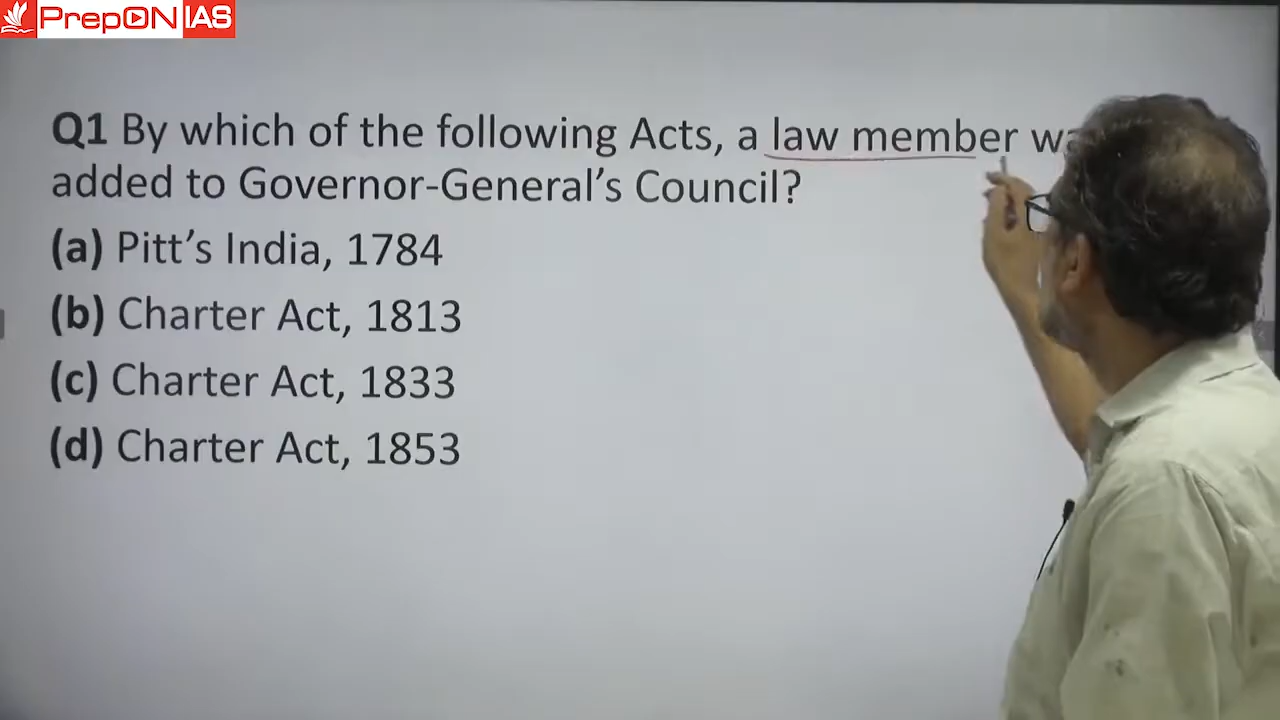 PrepON IAS
Q1 By which of the following Acts, a law member
added to Governor-General’s Council?
(a) Pitt’s India, 1784
(b) Charter Act, 1813
(c) Charter Act, 1833
(d) Charter Act, 1853